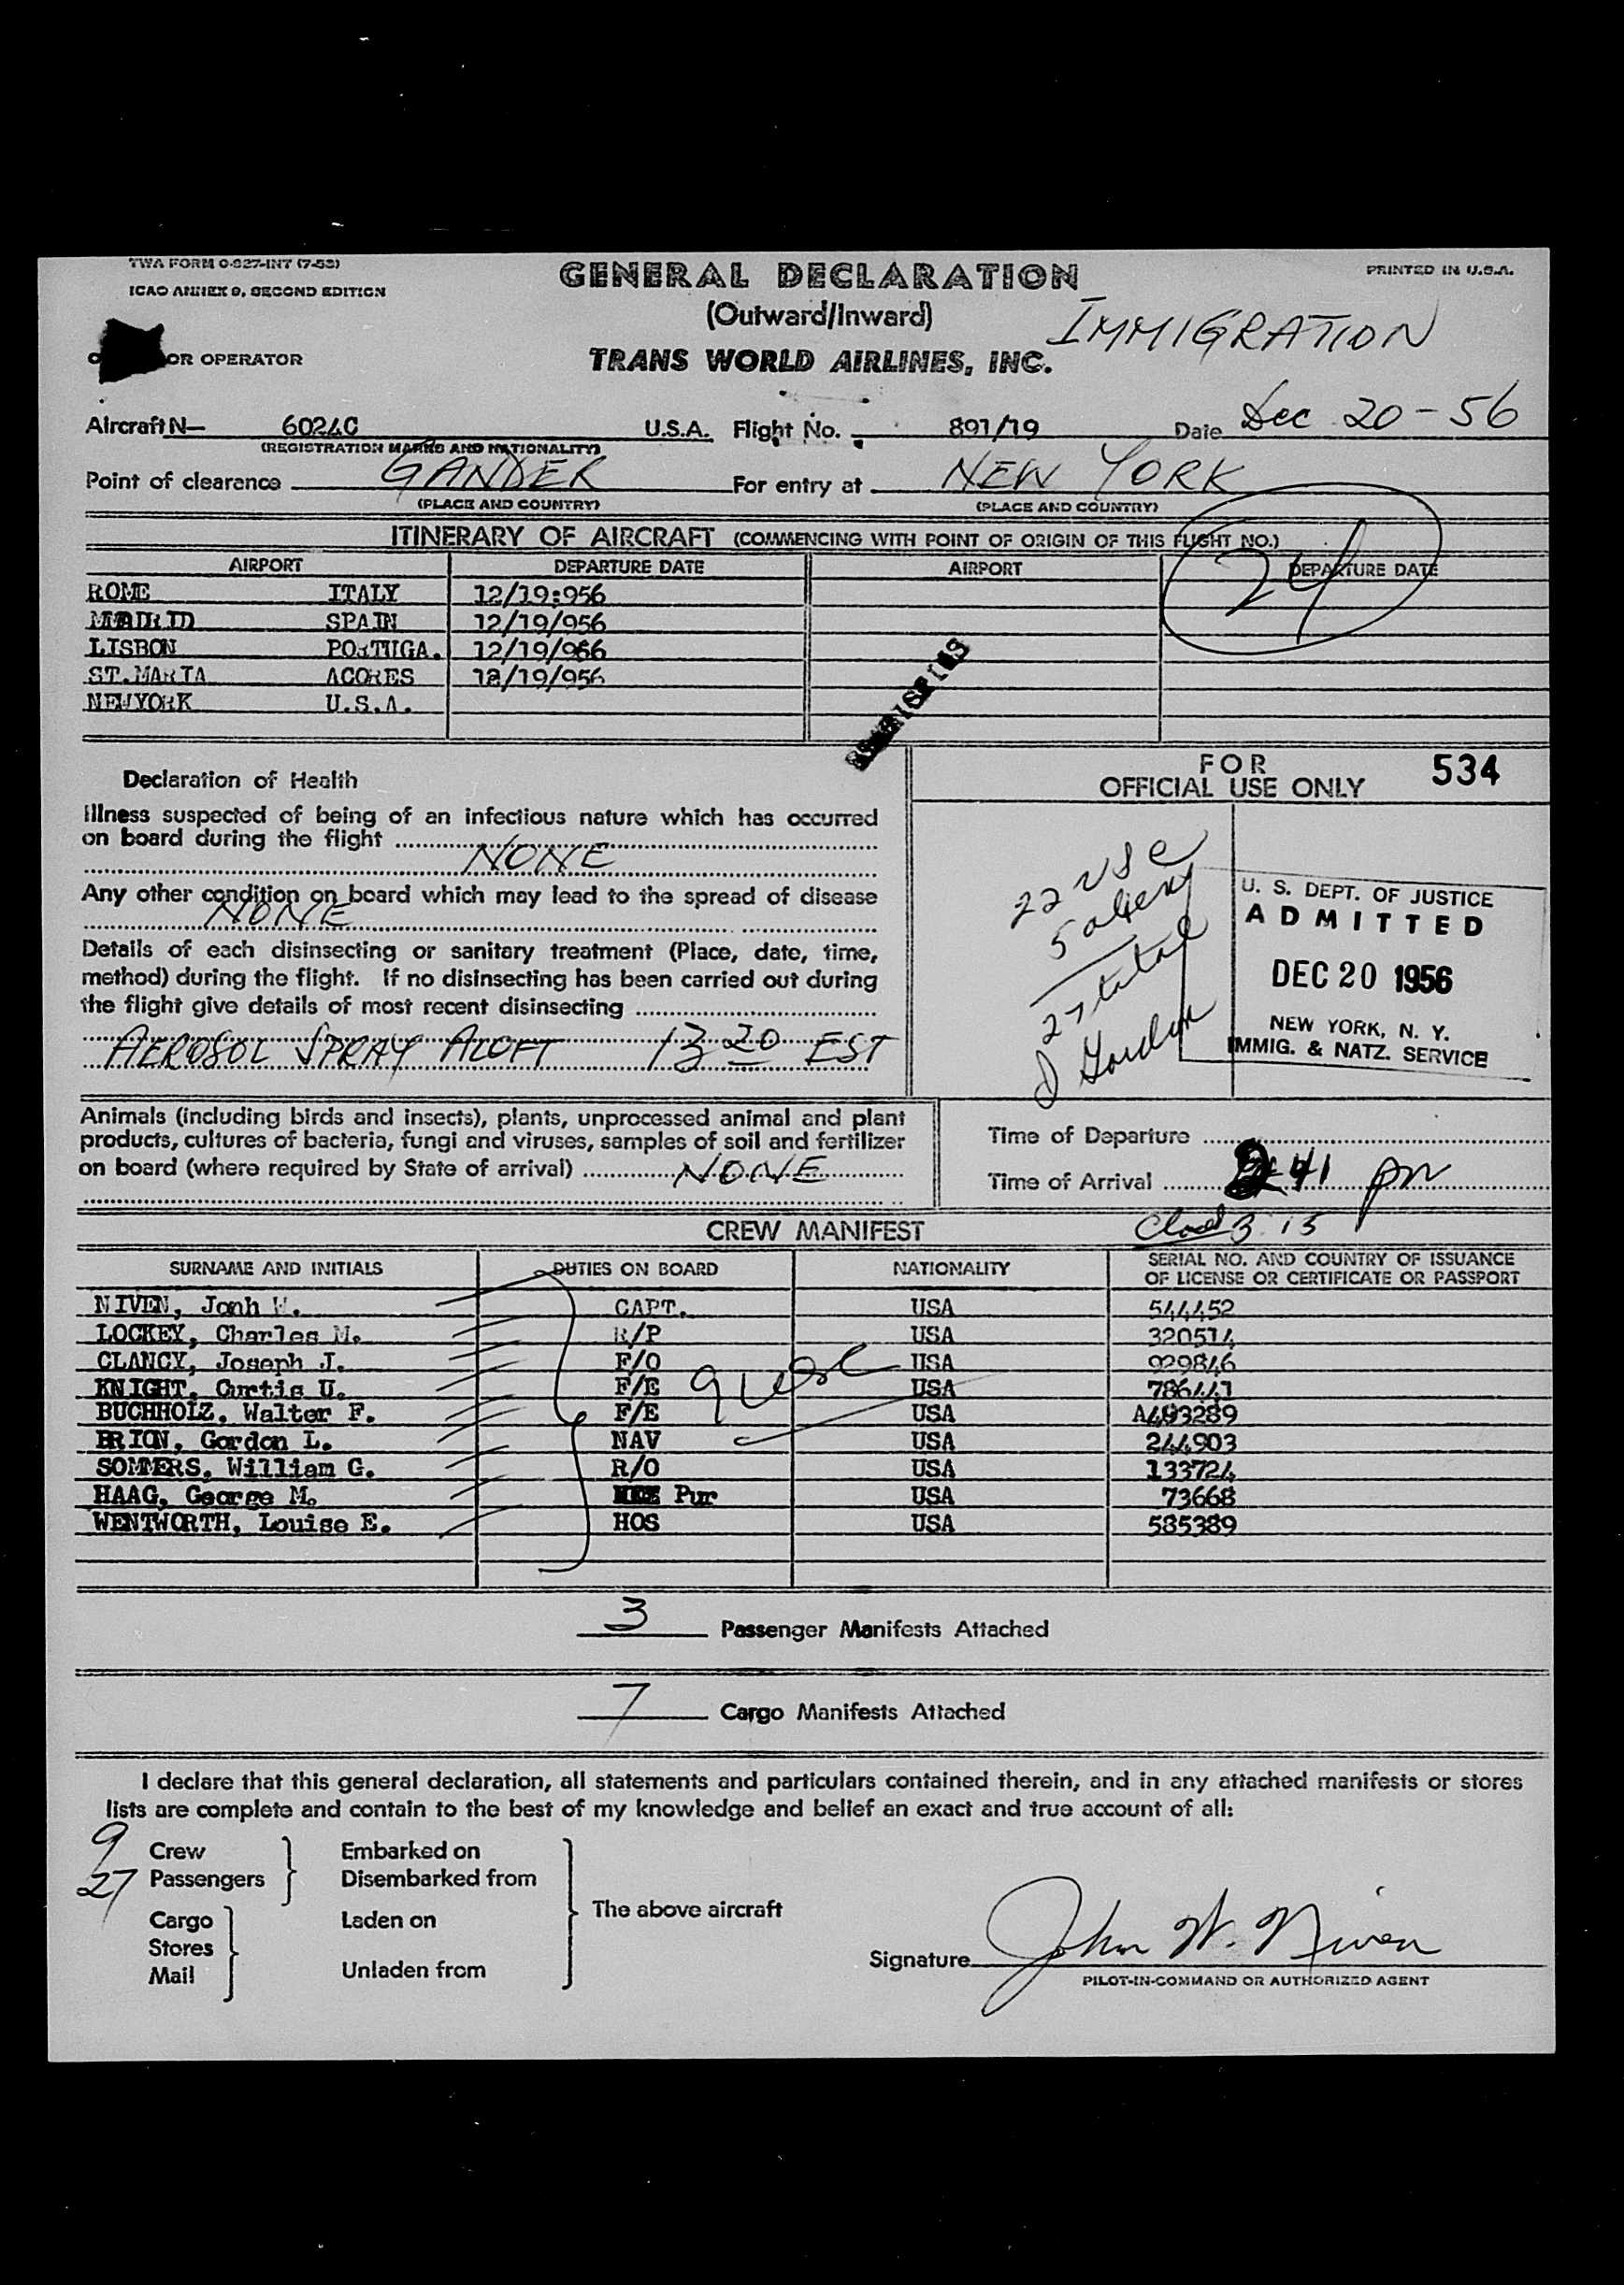 TWA FORM O-827-INT (7-53)
ICAO ANNEX 9, SECOND EDITION
GENERAL DECLARATION
PRINTED IN U.S.A.
(Outward/Inward)
IMMIGRATION
OR OPERATOR
TRANS WORLD AIRLINES, INC.
Aircraft N— 6024C U.S.A. Flight No. 891/19 Date Dec 20-56
(REGISTRATION MARKS AND NATIONALITY)
Point of clearance GANDER For entry at NEW YORK
(PLACE AND COUNTRY) (PLACE AND COUNTRY)
ITINERARY OF AIRCRAFT (COMMENCING WITH POINT OF ORIGIN OF THIS FLIGHT NO.)
24
AIRPORT DEPARTURE DATE AIRPORT DEPARTURE DATE
ROME ITALY 12/19:956
MADRID SPAIN 12/19/956
LISBON PORTUGA. 12/19/956
ST.MARIA ACORES 12/19/956
NEWYORK U.S.A.
Declaration of Health
FOR
OFFICIAL USE ONLY
534
Illness suspected of being of an infectious nature which has occurred
on board during the flight NONE
Any other condition on board which may lead to the spread of disease
NONE
Details of each disinsecting or sanitary treatment (Place, date, time,
method) during the flight. If no disinsecting has been carried out during
the flight give details of most recent disinsecting
AEROSOL SPRAY ALOFT 1320 EST
22 USC
5 aliens
27 total
U. S. DEPT. OF JUSTICE
ADMITTED
DEC 20 1956
NEW YORK, N. Y.
IMMIG. & NATZ. SERVICE
Animals (including birds and insects), plants, unprocessed animal and plant
products, cultures of bacteria, fungi and viruses, samples of soil and fertilizer
on board (where required by State of arrival) NONE
Time of Departure
Time of Arrival 41 pm
CREW MANIFEST
3:15
SURNAME AND INITIALS DUTIES ON BOARD NATIONALITY SERIAL NO. AND COUNTRY OF ISSUANCE
OF LICENSE OR CERTIFICATE OR PASSPORT
NIVEN, Jonh W. CAPT. USA 544452
LOCKEY, Charles M. R/P USA 320514
CLANCY, Joseph J. F/O USA 929846
KNIGHT, Curtis U. F/E USA 786441
BUCHHOLZ, Walter F. F/E USA A493289
BRION, Gordon L. NAV USA 244903
SOMMERS, William G. R/O USA 133724
HAAG, George M. Pur USA 73668
WENTWORTH, Louise E. HOS USA 585389
9 USC
3 Passenger Manifests Attached
7 Cargo Manifests Attached
I declare that this general declaration, all statements and particulars contained therein, and in any attached manifests or stores
lists are complete and contain to the best of my knowledge and belief an exact and true account of all:
9 Crew Embarked on
27 Passengers Disembarked from
The above aircraft
Cargo Laden on
Stores
Mail Unladen from
Signature John W. Niven
PILOT-IN-COMMAND OR AUTHORIZED AGENT